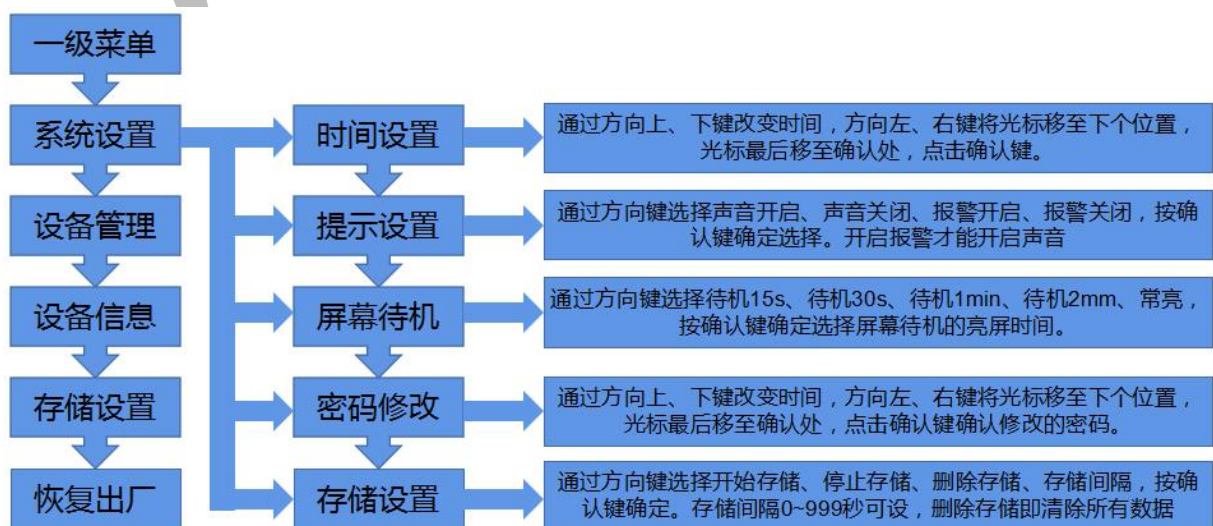 一级菜单
系统设置
时间设置
通过方向上、下键改变时间，方向左、右键将光标移至下个位置，
光标最后移至确认处，点击确认键。
设备管理
提示设置
通过方向键选择声音开启、声音关闭、报警开启、报警关闭，按确
认键确定选择。开启报警才能开启声音
设备信息
屏幕待机
通过方向键选择待机15s、待机30s、待机1min、待机2mm、常亮，
按确认键确定选择屏幕待机的亮屏时间。
存储设置
密码修改
通过方向上、下键改变时间，方向左、右键将光标移至下个位置，
光标最后移至确认处，点击确认键确认修改的密码。
恢复出厂
存储设置
通过方向键选择开始存储、停止存储、删除存储、存储间隔，按确
认键确定。存储间隔0~999秒可设，删除存储即清除所有数据